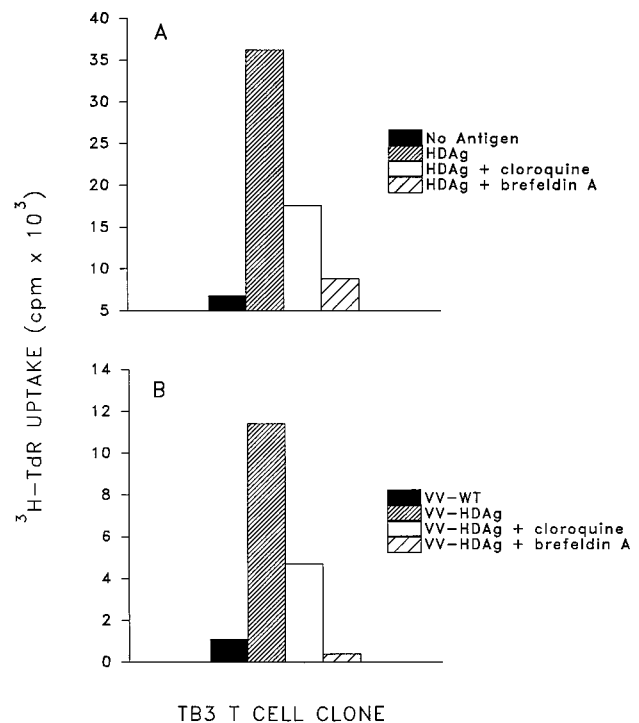 A
40
35
30
25
20
15
10
5
No Antigen
HDAg
HDAg + cloroquine
HDAg + brefeldin A
³H-TdR UPTAKE (cpm x 10³)
B
14
12
10
8
6
4
2
0
VV-WT
VV-HDAg
VV-HDAg + cloroquine
VV-HDAg + brefeldin A
TB3 T CELL CLONE